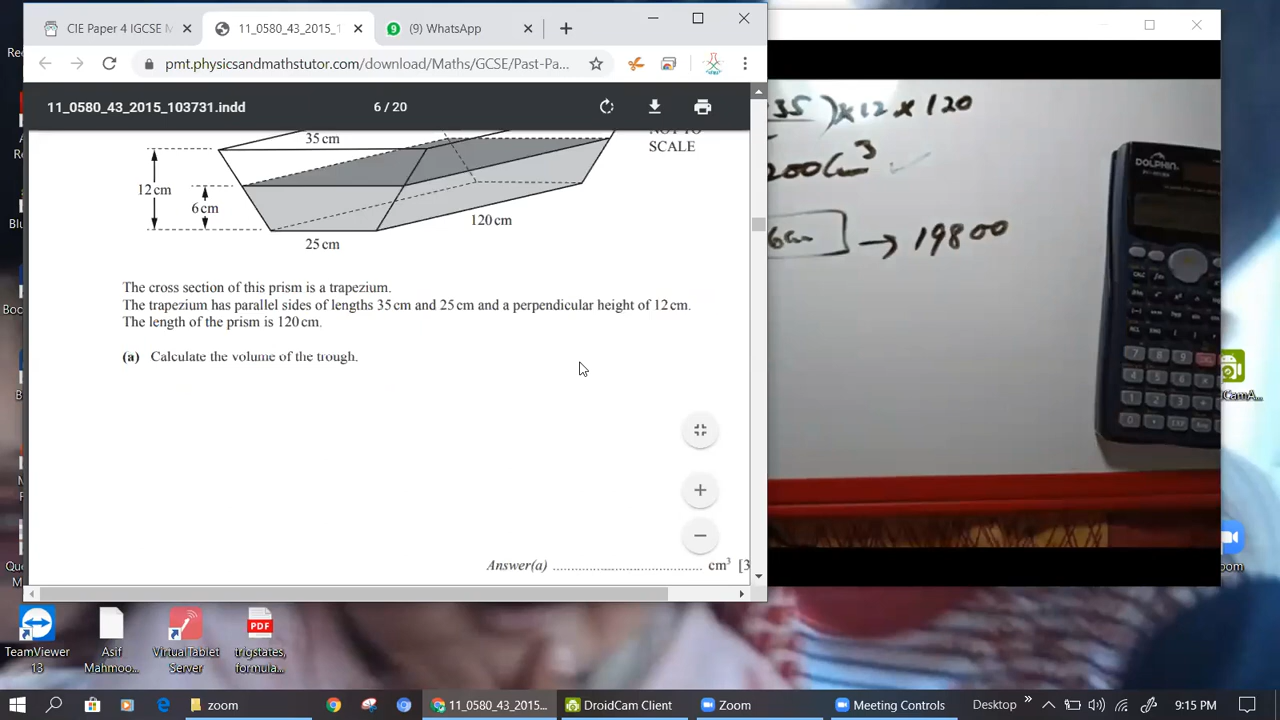 CIE Paper 4 IGCSE M
11_0580_43_2015_1
(9) WhatsApp
pmt.physicsandmathstutor.com/download/Maths/GCSE/Past-Pa...
11_0580_43_2015_103731.indd
6 / 20
NOT TO
SCALE
35 cm
12 cm
6 cm
120 cm
25 cm
The cross section of this prism is a trapezium.
The trapezium has parallel sides of lengths 35 cm and 25 cm and a perpendicular height of 12 cm.
The length of the prism is 120 cm.
(a) Calculate the volume of the trough.
Answer(a) ........................................ cm³ [3
35) × 12 × 120
200cm³
6cm → 19800
DOLPHIN
TeamViewer
13
Asif
Mahmoo...
VirtualTablet
Server
PDF
trigstates,
formula...
zoom
11_0580_43_2015...
DroidCam Client
Zoom
Meeting Controls
Desktop
9:15 PM